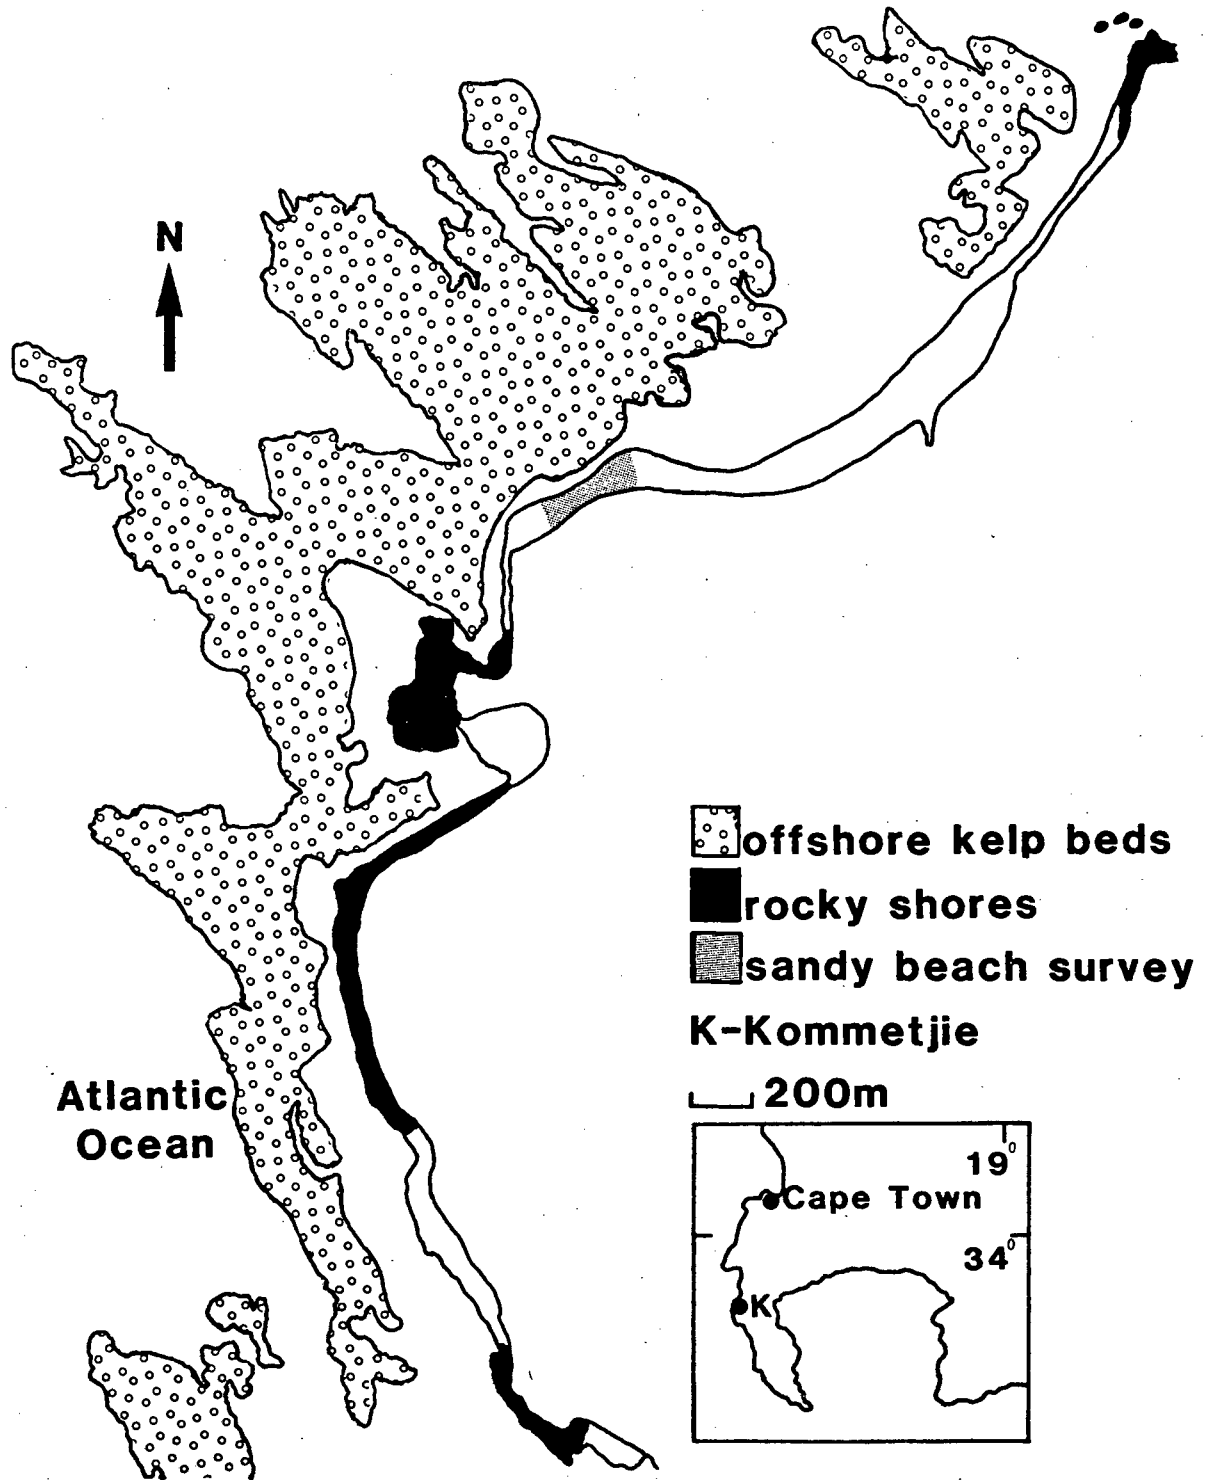 N
offshore kelp beds
rocky shores
sandy beach survey
K-Kommetjie
200m
Atlantic
Ocean
19°
Cape Town
34°
K